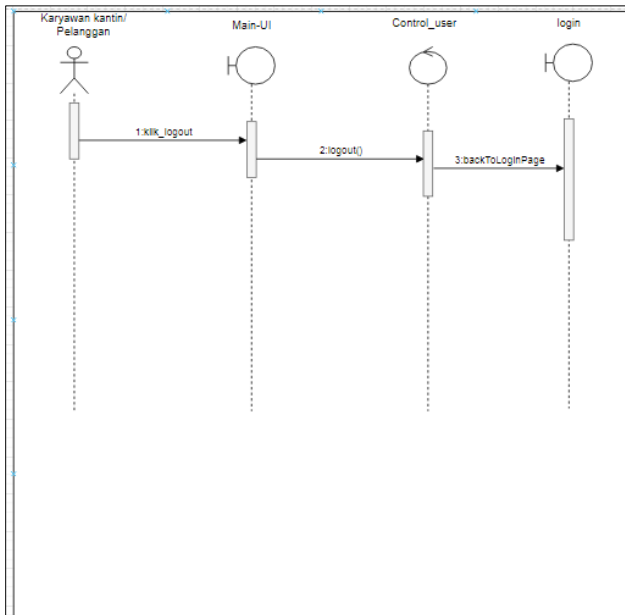 Karyawan kantin/
Pelanggan
Main-UI
Control_user
login
1:klik_logout
2:logout()
3:backToLoginPage